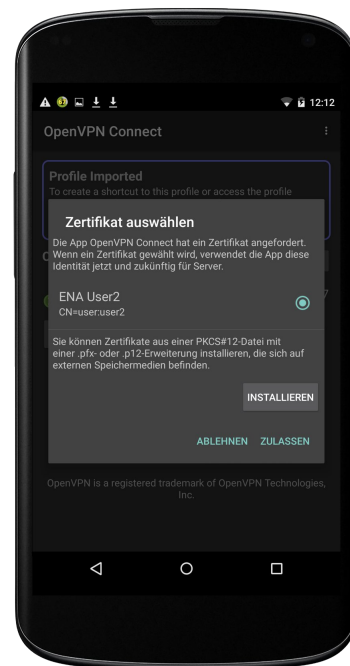 12:12
OpenVPN Connect
Profile Imported
To create a shortcut to this profile or access the profile
Zertifikat auswählen
Die App OpenVPN Connect hat ein Zertifikat angefordert.
Wenn ein Zertifikat gewählt wird, verwendet die App diese
Identität jetzt und zukünftig für Server.
ENA User2
CN=user:user2
Sie können Zertifikate aus einer PKCS#12-Datei mit
einer .pfx- oder .p12-Erweiterung installieren, die sich auf
externen Speichermedien befinden.
INSTALLIEREN
ABLEHNEN ZULASSEN
OpenVPN is a registered trademark of OpenVPN Technologies,
Inc.